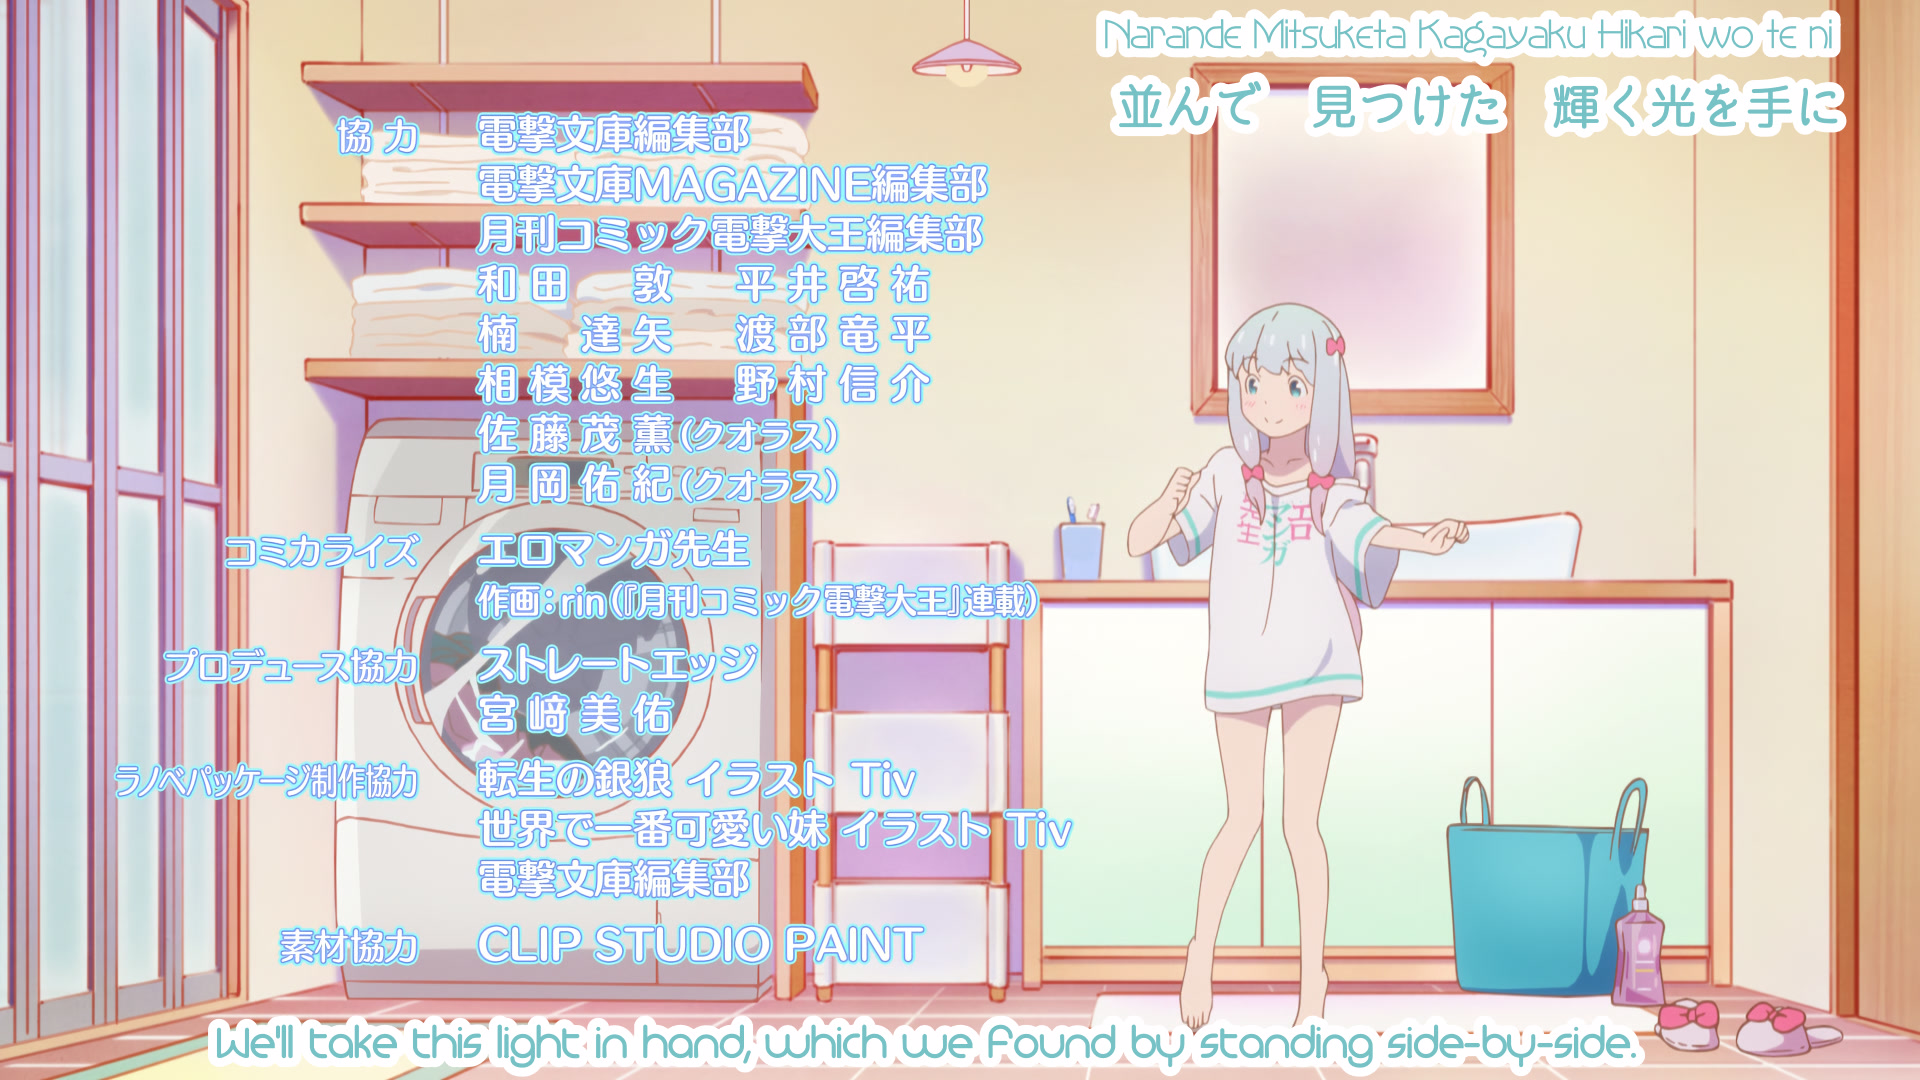 Narande Mitsuketa Kagayaku Hikari wo te ni
並んで　見つけた　輝く光を手に
協力　電撃文庫編集部
電撃文庫MAGAZINE編集部
月刊コミック電撃大王編集部
和田　敦　平井啓祐
楠　達矢　渡部竜平
相模悠生　野村信介
佐藤茂薫（クオラス）
月岡佑紀（クオラス）
コミカライズ　エロマンガ先生
作画：rin（『月刊コミック電撃大王』連載）
プロデュース協力　ストレートエッジ
宮﨑美佑
ラノベパッケージ制作協力　転生の銀狼 イラスト Tiv
世界で一番可愛い妹 イラスト Tiv
電撃文庫編集部
素材協力　CLIP STUDIO PAINT
エロ
マンガ
先生
We'll take this light in hand, which we found by standing side-by-side.